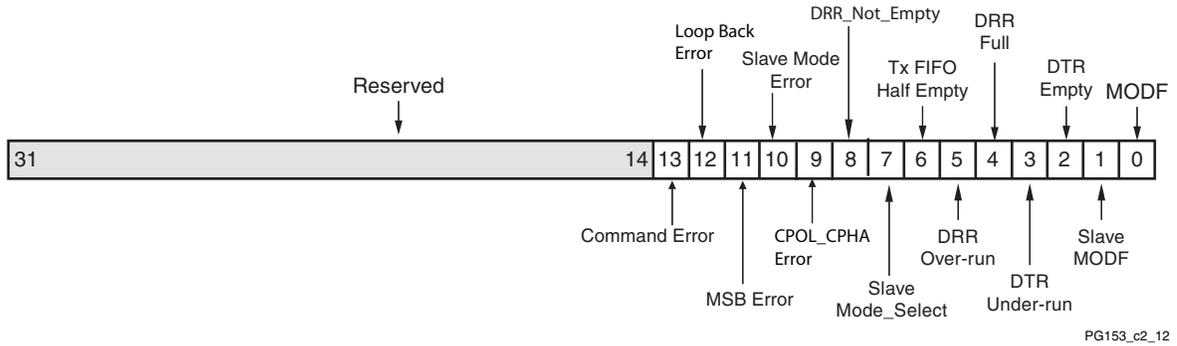 DRR_Not_Empty
DRR
Full
Loop Back
Error
Slave Mode
Error
Tx FIFO
Half Empty
DTR
Empty
MODF
Reserved
31 14 13 12 11 10 9 8 7 6 5 4 3 2 1 0
Command Error
CPOL_CPHA
Error
DRR
Over-run
Slave
MODF
MSB Error
Slave
Mode_Select
DTR
Under-run
PG153_c2_12